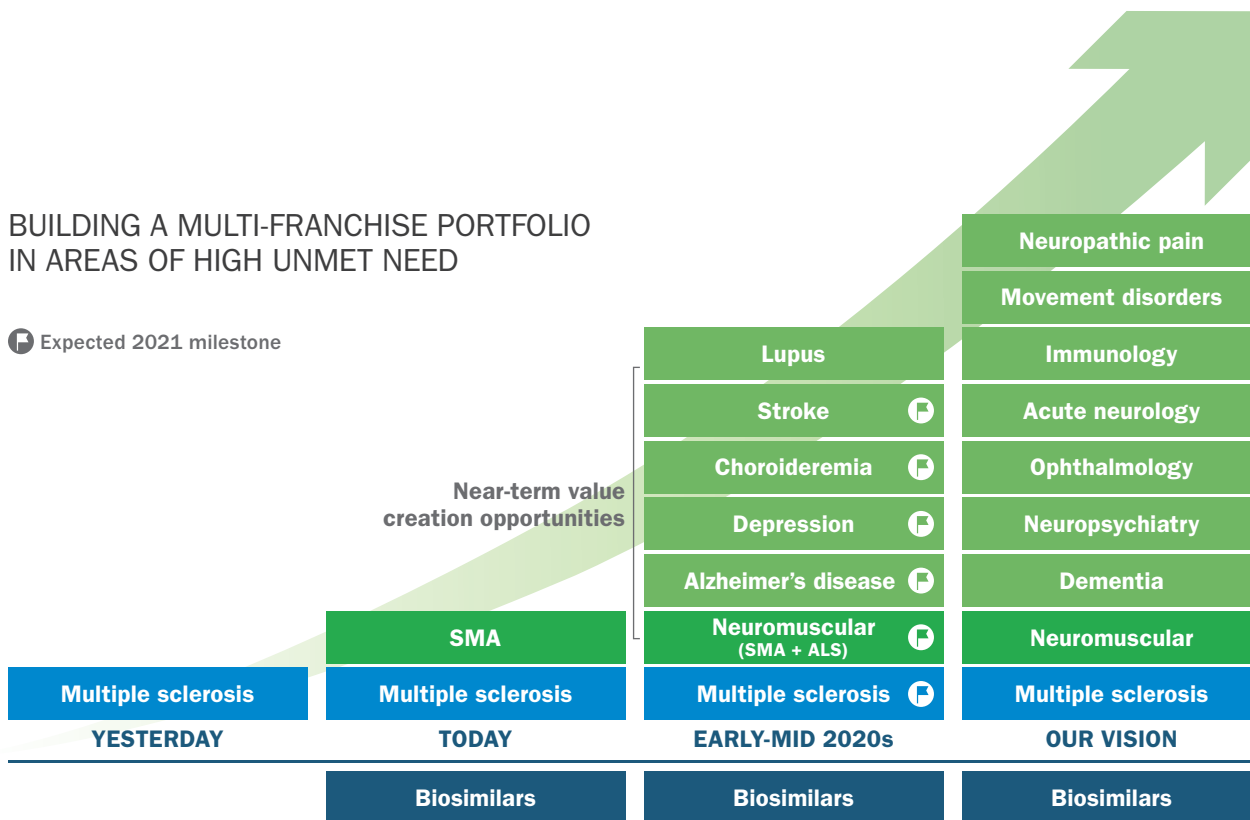 BUILDING A MULTI-FRANCHISE PORTFOLIO
IN AREAS OF HIGH UNMET NEED
Expected 2021 milestone
Near-term value
creation opportunities
Multiple sclerosis
YESTERDAY
SMA
Multiple sclerosis
TODAY
Biosimilars
Lupus
Stroke
Choroideremia
Depression
Alzheimer’s disease
Neuromuscular
(SMA + ALS)
Multiple sclerosis
EARLY-MID 2020s
Biosimilars
Neuropathic pain
Movement disorders
Immunology
Acute neurology
Ophthalmology
Neuropsychiatry
Dementia
Neuromuscular
Multiple sclerosis
OUR VISION
Biosimilars